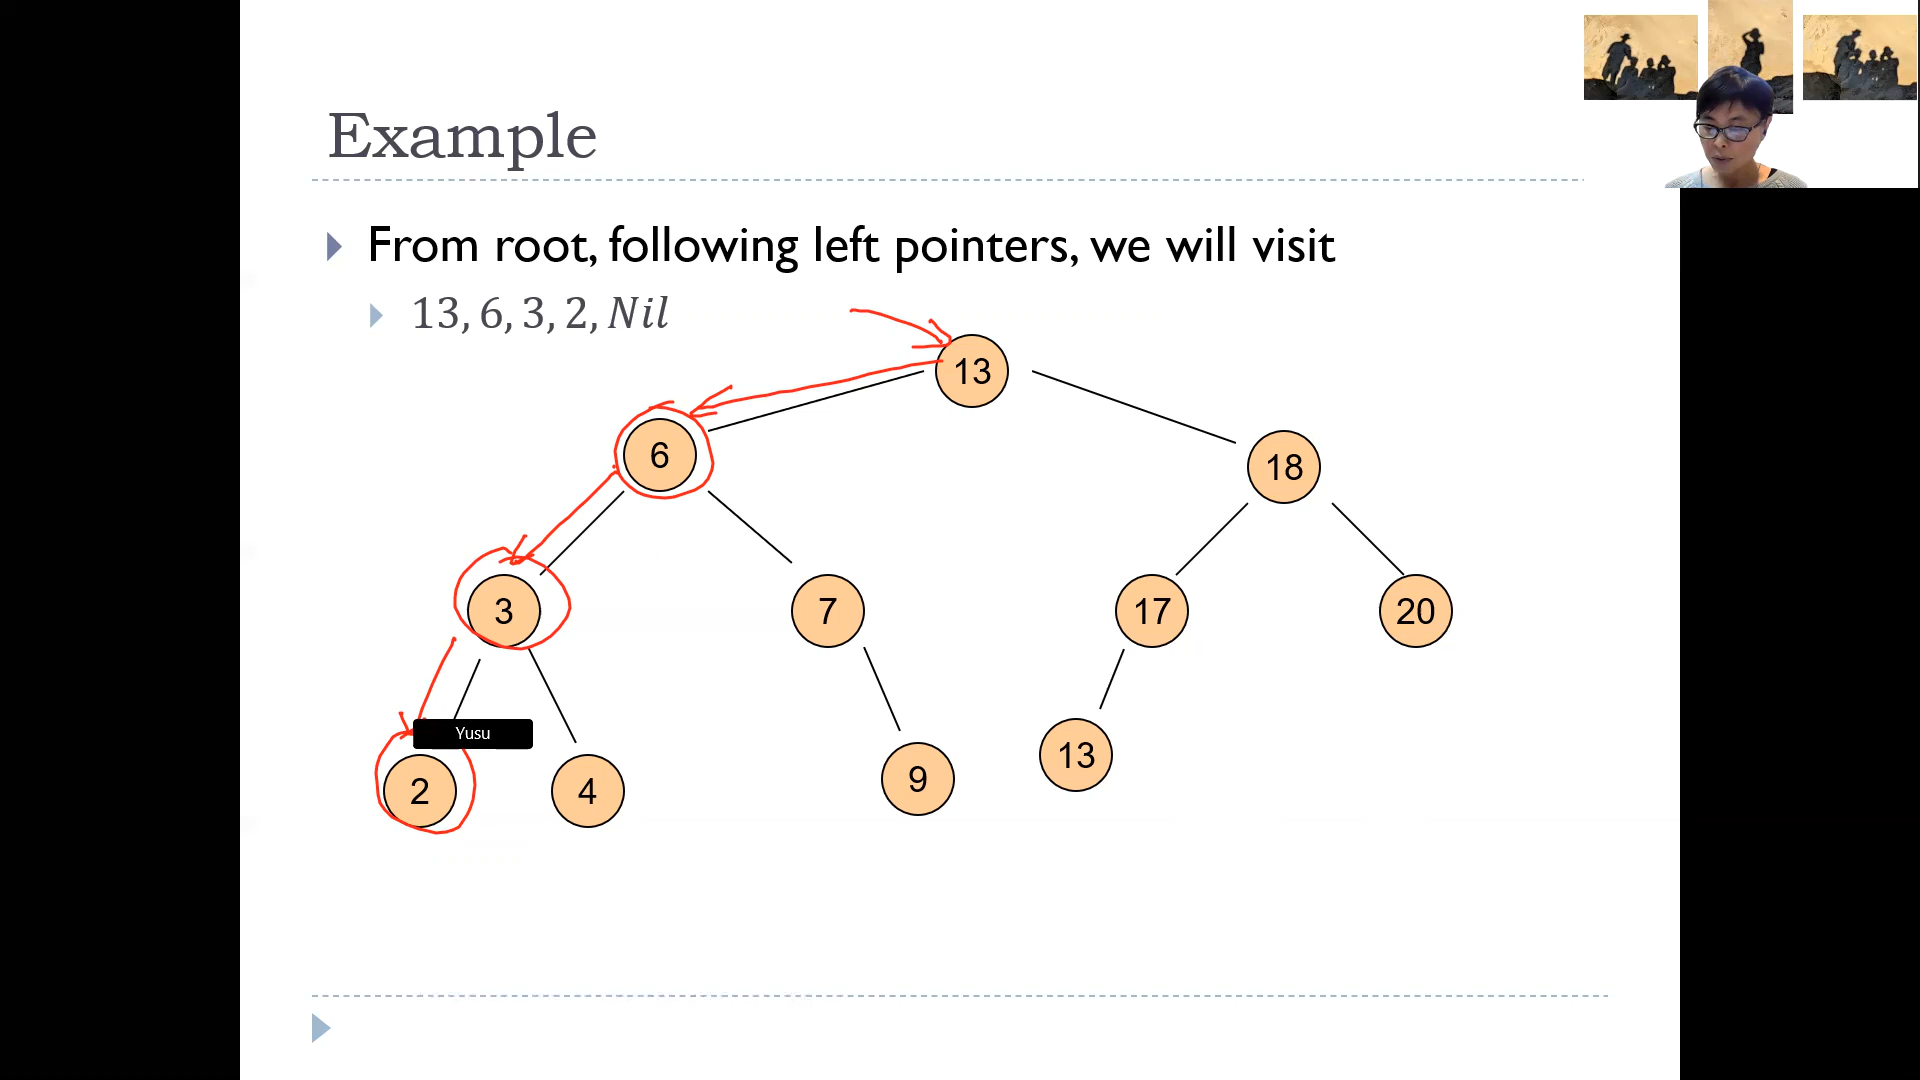 Example
From root, following left pointers, we will visit
13, 6, 3, 2, Nil
13
6
18
3
7
17
20
Yusu
2
4
9
13